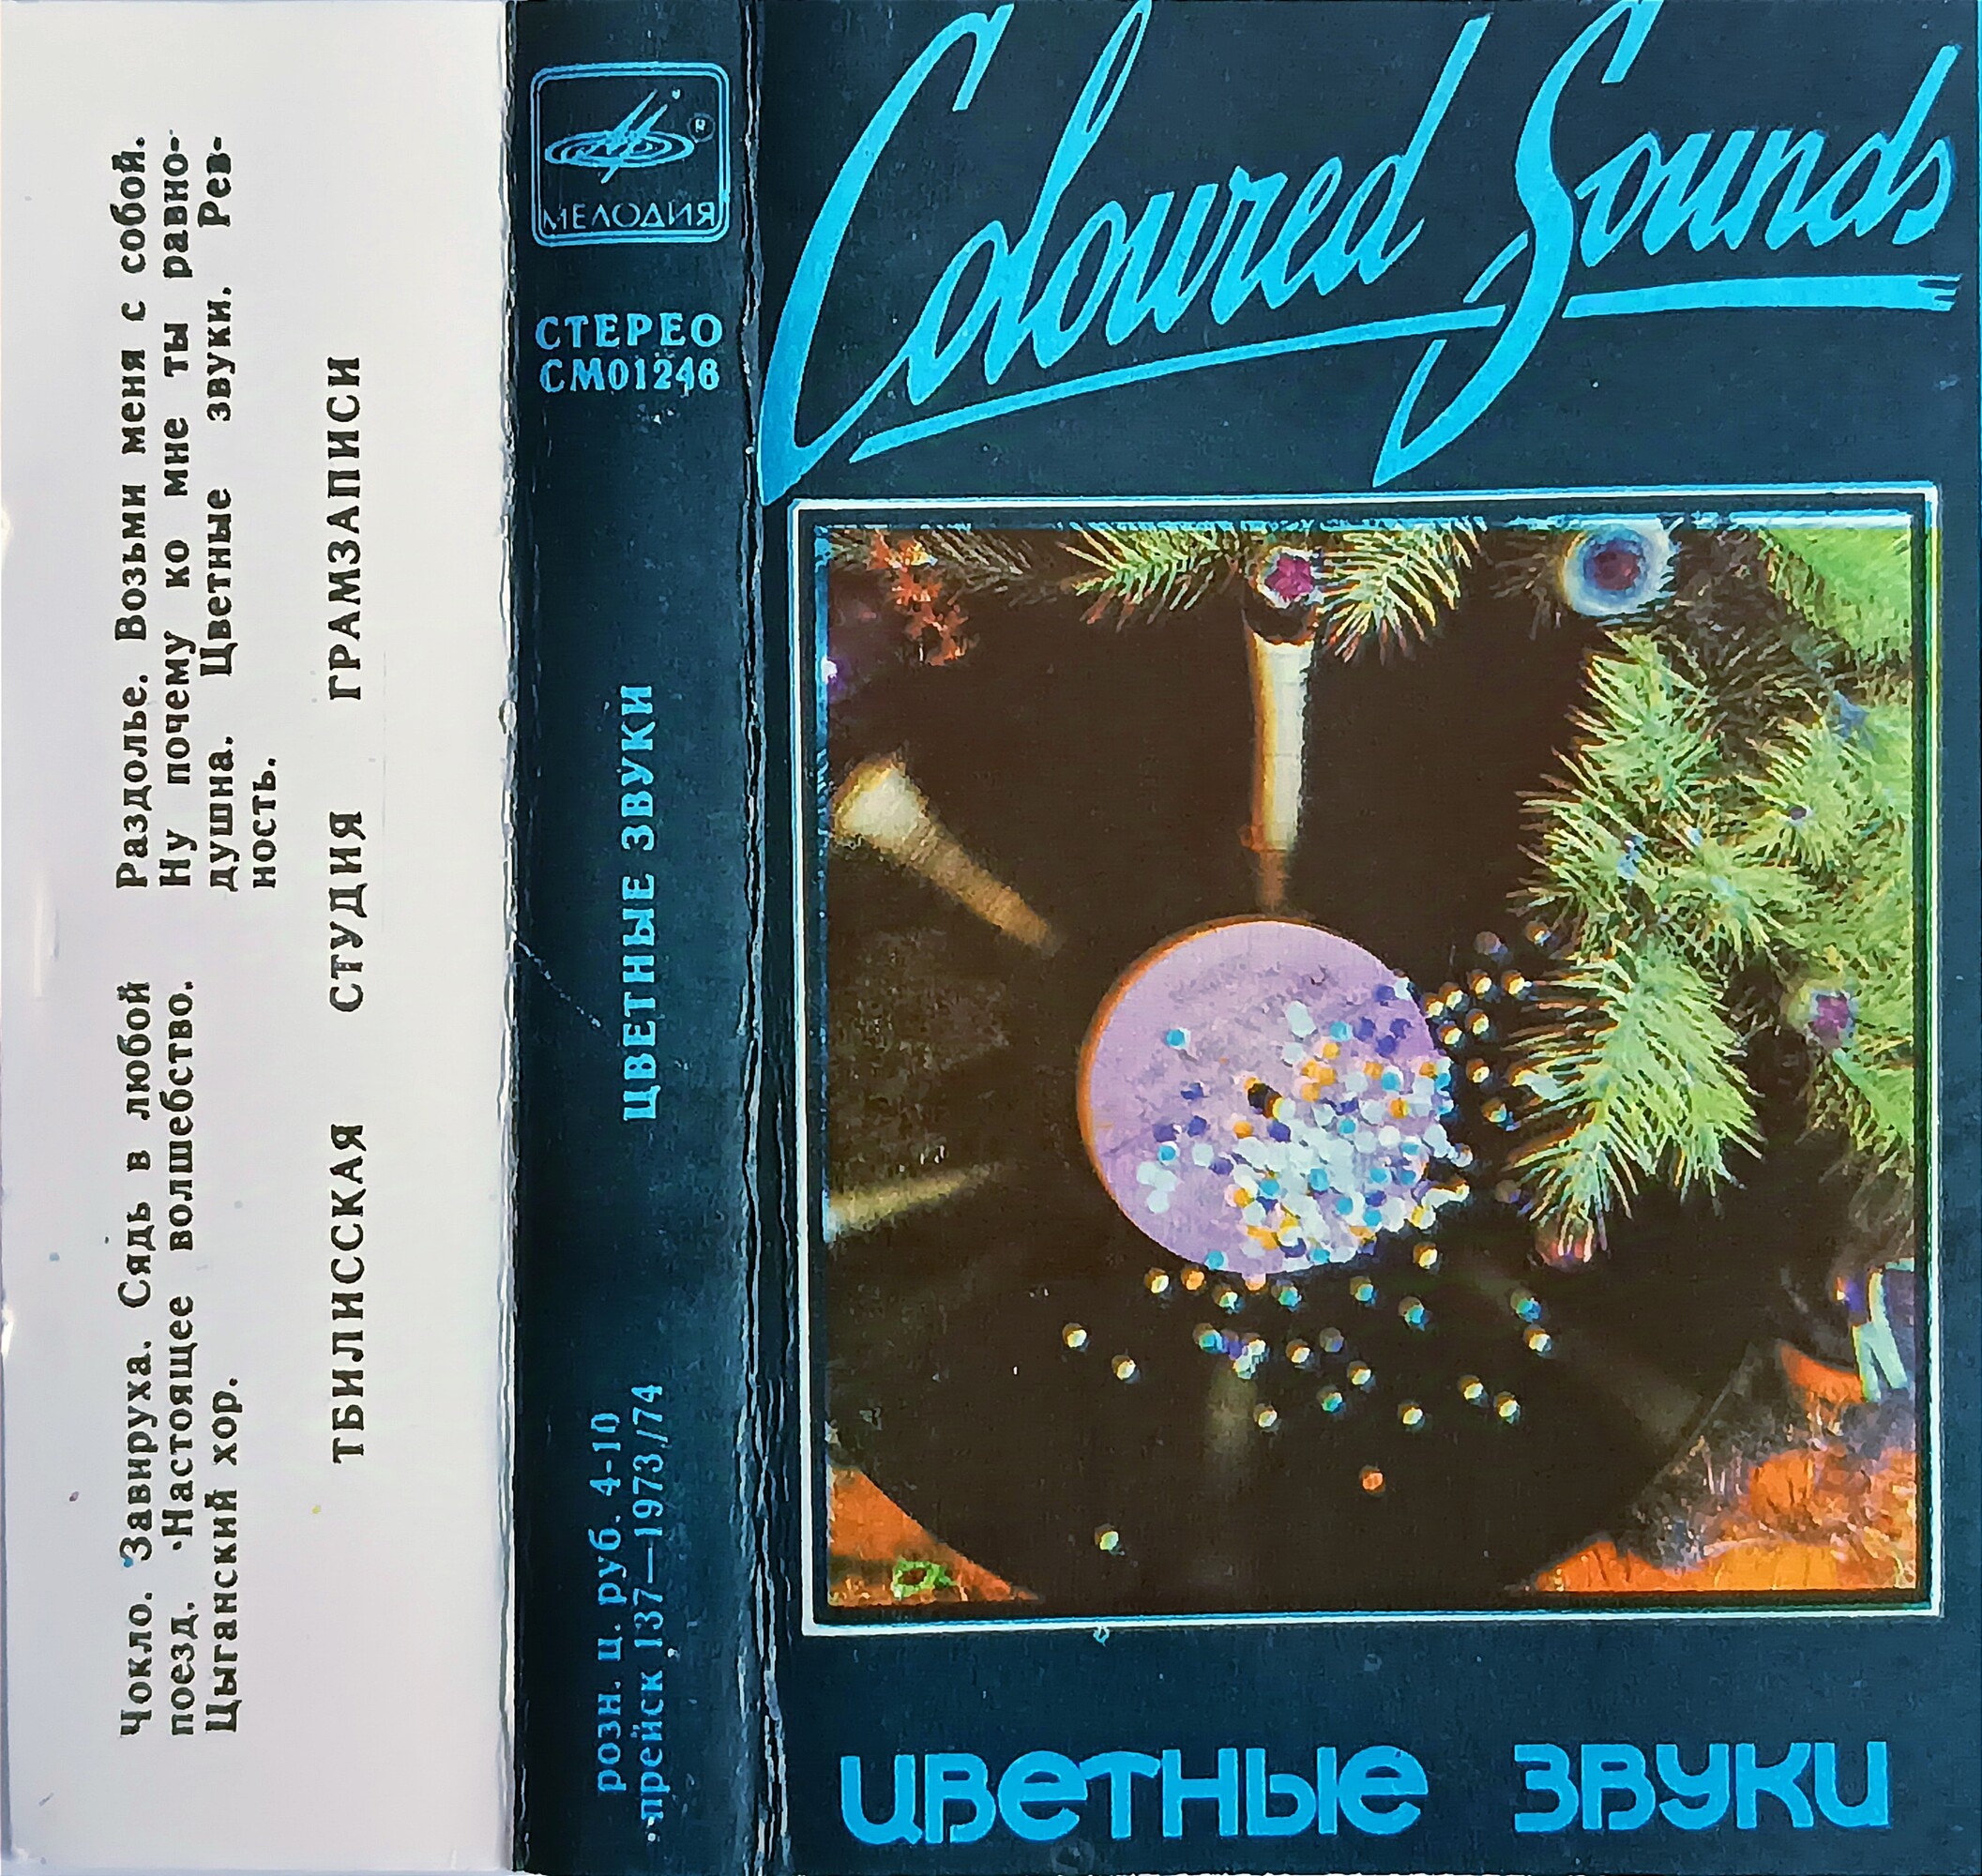 Чокло. Завируха. Сядь в любой
поезд. Настоящее волшебство.
Цыганский хор.
Раздолье. Возьми меня с собой.
Ну почему ко мне ты равно-
душна. Цветные звуки. Рев-
ность.
ТБИЛИССКАЯ СТУДИЯ ГРАМЗАПИСИ
МЕЛОДИЯ
СТЕРЕО
СМ01246
ЦВЕТНЫЕ ЗВУКИ
розн. ц. руб. 4-10
прейск 137—1973/74
Coloured Sounds
цветные звуки